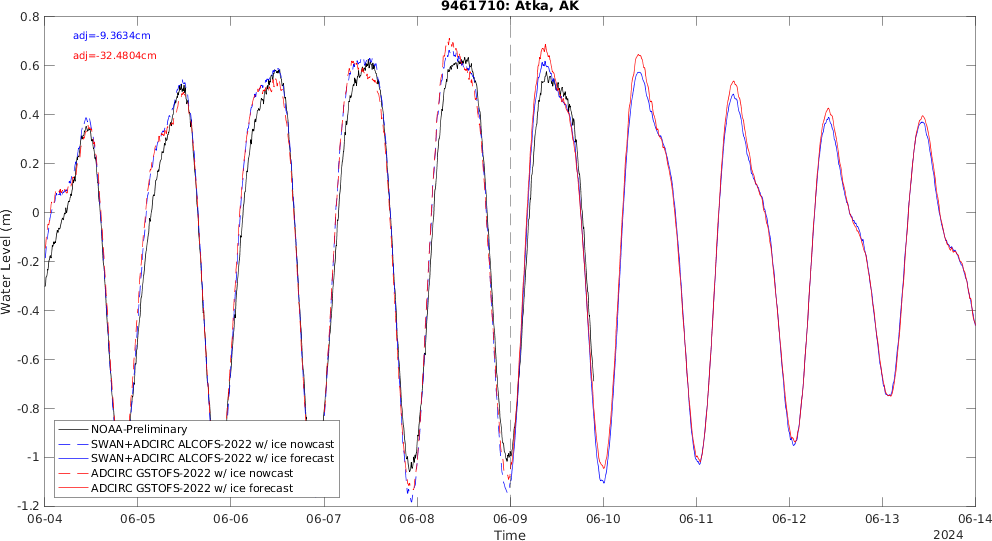 9461710: Atka, AK
adj=-9.3634cm
adj=-32.4804cm
Water Level (m)
0.8
0.6
0.4
0.2
0
-0.2
-0.4
-0.6
-0.8
-1
-1.2
NOAA-Preliminary
SWAN+ADCIRC ALCOFS-2022 w/ ice nowcast
SWAN+ADCIRC ALCOFS-2022 w/ ice forecast
ADCIRC GSTOFS-2022 w/ ice nowcast
ADCIRC GSTOFS-2022 w/ ice forecast
06-04 06-05 06-06 06-07 06-08 06-09 06-10 06-11 06-12 06-13 06-14
Time
2024